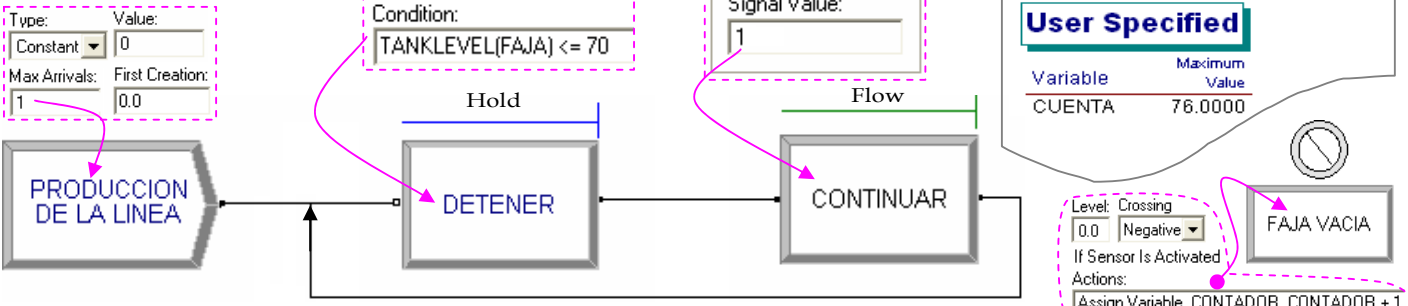 Type: Value:
Constant 0
Max Arrivals: First Creation:
1 0.0
Condition:
TANKLEVEL(FAJA) <= 70
Signal Value:
1
User Specified
Variable Maximum Value
CUENTA 76.0000
Hold
Flow
PRODUCCION
DE LA LINEA
DETENER
CONTINUAR
FAJA VACIA
Level: Crossing
0.0 Negative
If Sensor Is Activated
Actions:
Assign Variable, CONTADOR, CONTADOR + 1